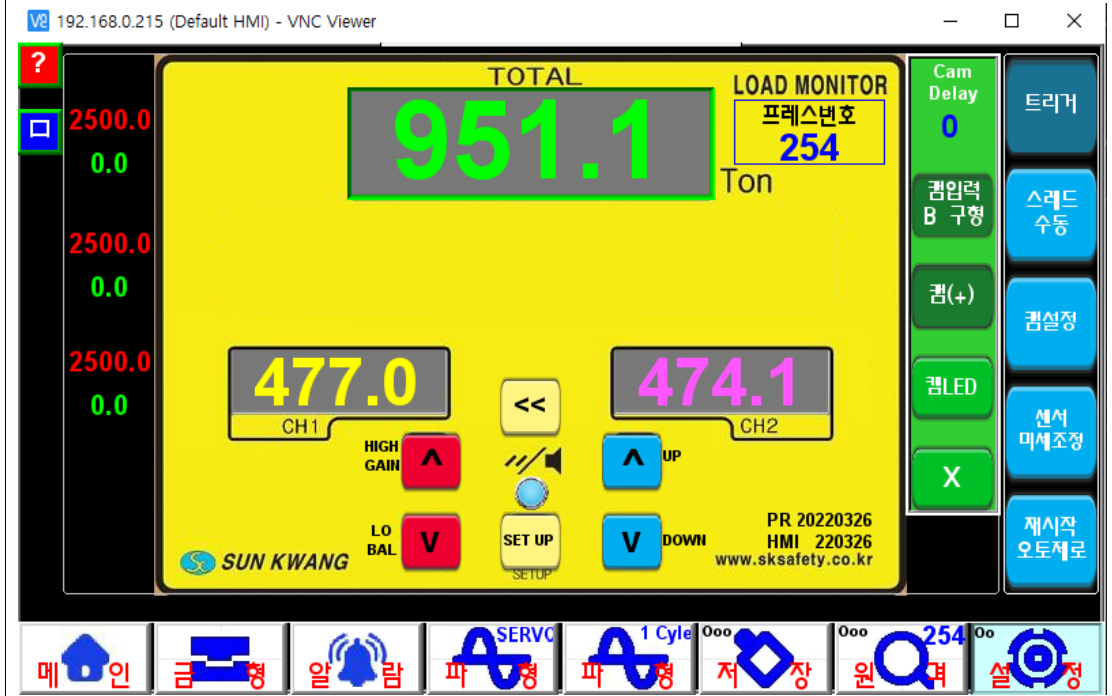 192.168.0.215 (Default HMI) - VNC Viewer
?
ㅁ
2500.0
0.0
2500.0
0.0
2500.0
0.0
TOTAL
951.1
Ton
LOAD MONITOR
프레스번호
254
477.0
CH1
474.1
CH2
<<
HIGH
GAIN
^
^
UP
LO
BAL
V
SET UP
SETUP
V
DOWN
SUN KWANG
PR 20220326
HMI 220326
www.sksafety.co.kr
Cam
Delay
0
캠입력
B 구형
캠(+)
캠LED
X
트리거
스레드
수동
캠설정
센서
미세조정
재시작
오토제로
메인
금형
알람
SERVO
파형
1 Cyle
파형
Ooo
저장
Ooo
254
원격
Oo
설정